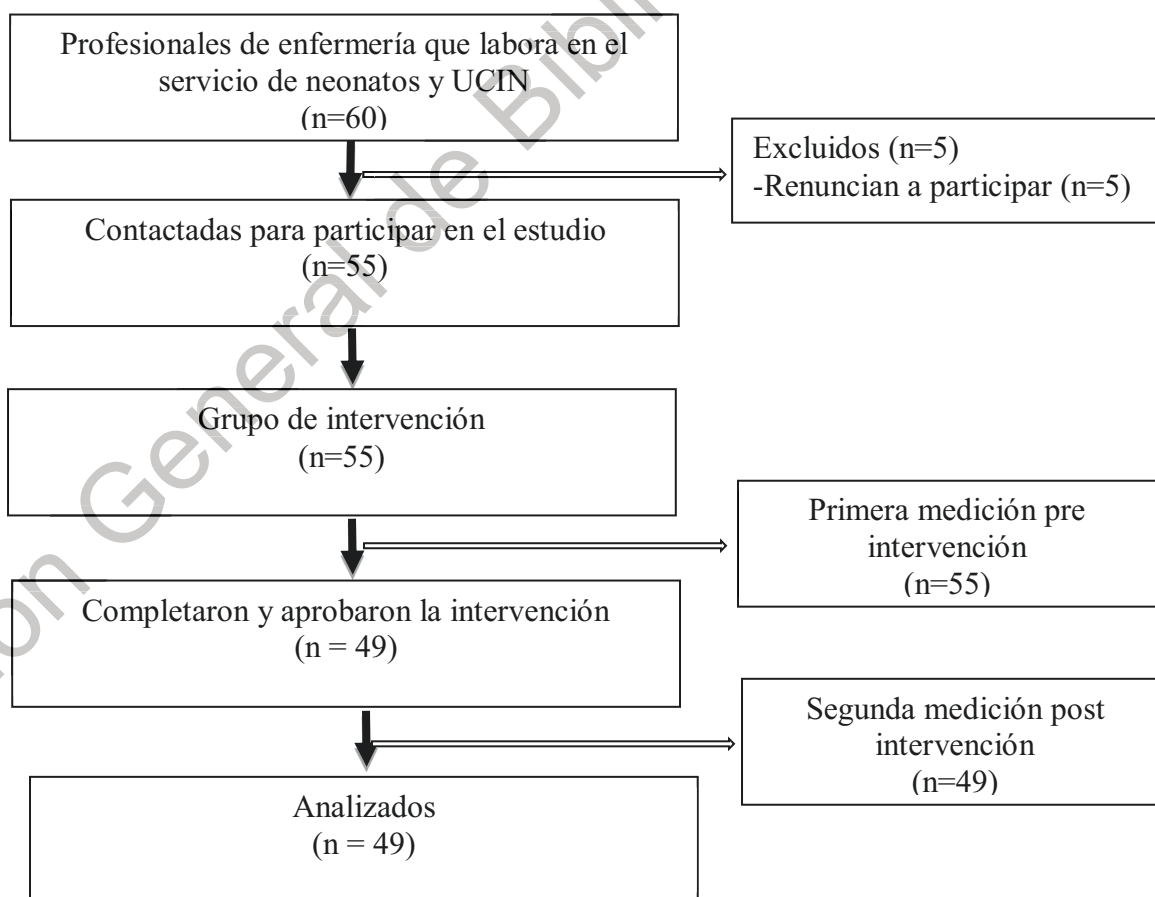 Profesionales de enfermería que labora en el
servicio de neonatos y UCIN
(n=60)
Excluidos (n=5)
-Renuncian a participar (n=5)
Contactadas para participar en el estudio
(n=55)
Grupo de intervención
(n=55)
Primera medición pre
intervención
(n=55)
Completaron y aprobaron la intervención
(n = 49)
Segunda medición post
intervención
(n=49)
Analizados
(n = 49)
General de